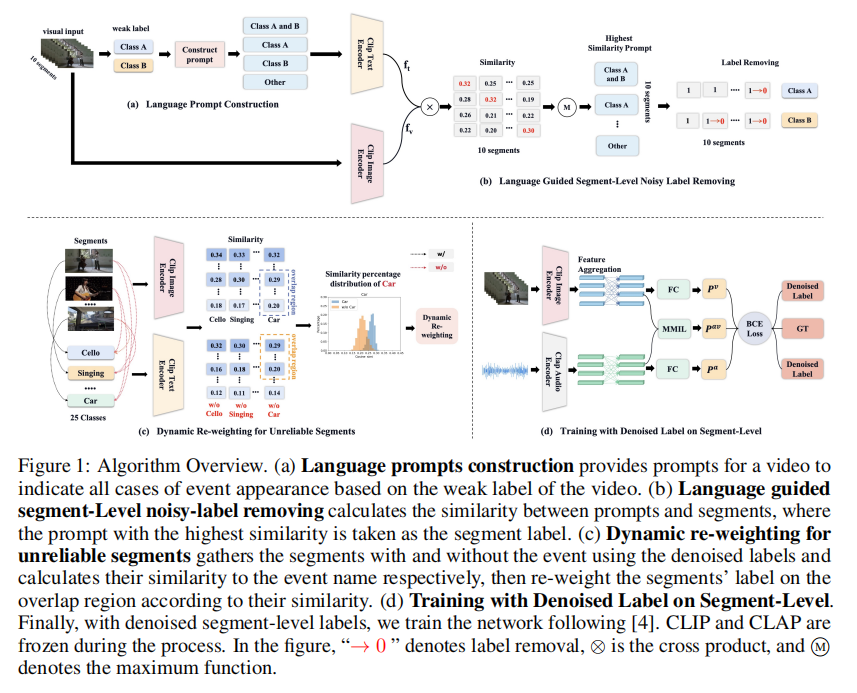 visual input
weak label
Class A
Class B
10 segments
Construct
prompt
Class A and B
Class A
Class B
Other
(a) Language Prompt Construction
Clip Text
Encoder
Clip Image
Encoder
f_t
f_v
×
Similarity
0.32 0.25 ··· 0.25
0.28 0.32 ··· 0.19
0.26 0.21 ··· 0.22
0.22 0.20 ··· 0.30
10 segments
M
Highest
Similarity Prompt
Class A
and B
Class A
Other
10 segments
Label Removing
1 1 ···· 1→0 Class A
1 1→0 ···· 1→0 Class B
10 segments
(b) Language Guided Segment-Level Noisy Label Removing
Segments
Cello
Singing
Car
25 Classes
Clip Image
Encoder
Clip Text
Encoder
Similarity
0.34 0.33 ··· 0.32
0.28 0.30 ··· 0.29
0.18 0.17 ··· 0.20
Cello Singing Car
overlap region
0.32 0.30 ··· 0.29
0.16 0.18 ··· 0.20
0.12 0.11 ··· 0.14
w/o w/o w/o
Cello Singing Car
overlap region
w/
w/o
Similarity percentage
distribution of Car
Car
Car
w/o Car
Dynamic
Re-
weighting
(c) Dynamic Re-weighting for Unreliable Segments
Clip Image
Encoder
Clap Audio
Encoder
Feature
Aggregation
FC
MMIL
FC
P^v
P^av
P^a
BCE
Loss
Denoised
Label
GT
Denoised
Label
(d) Training with Denoised Label on Segment-Level
Figure 1: Algorithm Overview. (a) Language prompts construction provides prompts for a video to
indicate all cases of event appearance based on the weak label of the video. (b) Language guided
segment-Level noisy-label removing calculates the similarity between prompts and segments, where
the prompt with the highest similarity is taken as the segment label. (c) Dynamic re-weighting for
unreliable segments gathers the segments with and without the event using the denoised labels and
calculates their similarity to the event name respectively, then re-weight the segments' label on the
overlap region according to their similarity. (d) Training with Denoised Label on Segment-Level.
Finally, with denoised segment-level labels, we train the network following [4]. CLIP and CLAP are
frozen during the process. In the figure, “→ 0 ” denotes label removal, ⊗ is the cross product, and Ⓜ
denotes the maximum function.